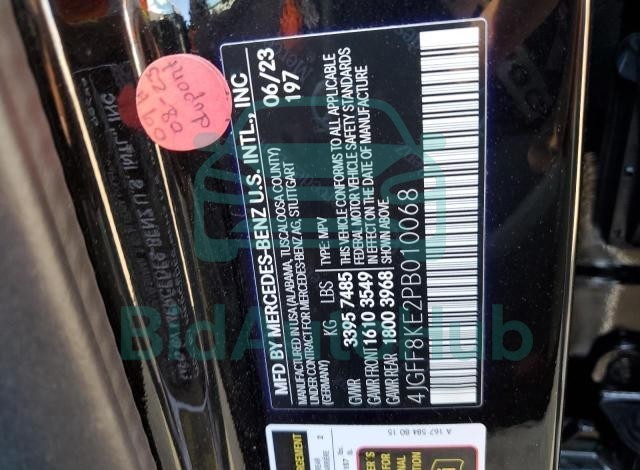 MFD BY MERCEDES-BENZ U.S. INTL., INC
MANUFACTURED IN USA (ALABAMA, TUSCALOOSA COUNTY)
UNDER CONTRACT FOR MERCEDES-BENZ AG, STUTTGART
(GERMANY)
06/23
197
KG LBS TYPE: MPV
GVWR 3395 7485
GAWR FRONT 1610 3549
GAWR REAR 1800 3968
THIS VEHICLE CONFORMS TO ALL APPLICABLE
FEDERAL MOTOR VEHICLE SAFETY STANDARDS
IN EFFECT ON THE DATE OF MANUFACTURE
SHOWN ABOVE.
4JGFF8KE2PB010068
08-23
dupont
BidAutoHub
A 167 584 80 15